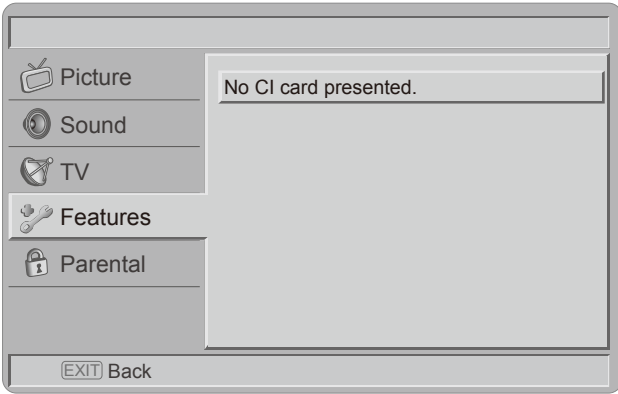 Picture
Sound
TV
Features
Parental
No CI card presented.
EXIT Back